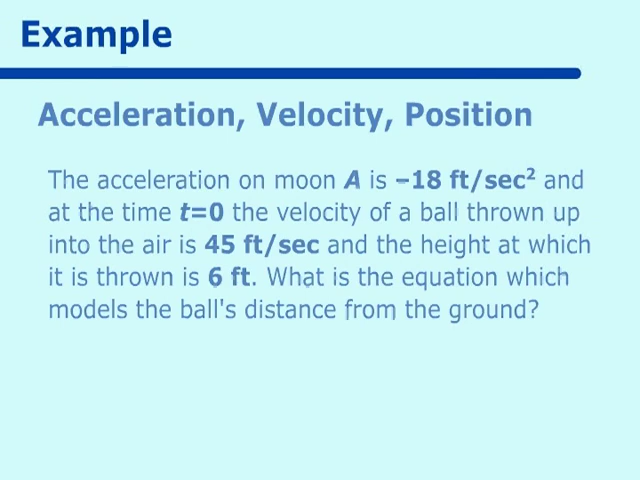 Example
Acceleration, Velocity, Position
The acceleration on moon A is –18 ft/sec² and
at the time t=0 the velocity of a ball thrown up
into the air is 45 ft/sec and the height at which
it is thrown is 6 ft. What is the equation which
models the ball's distance from the ground?